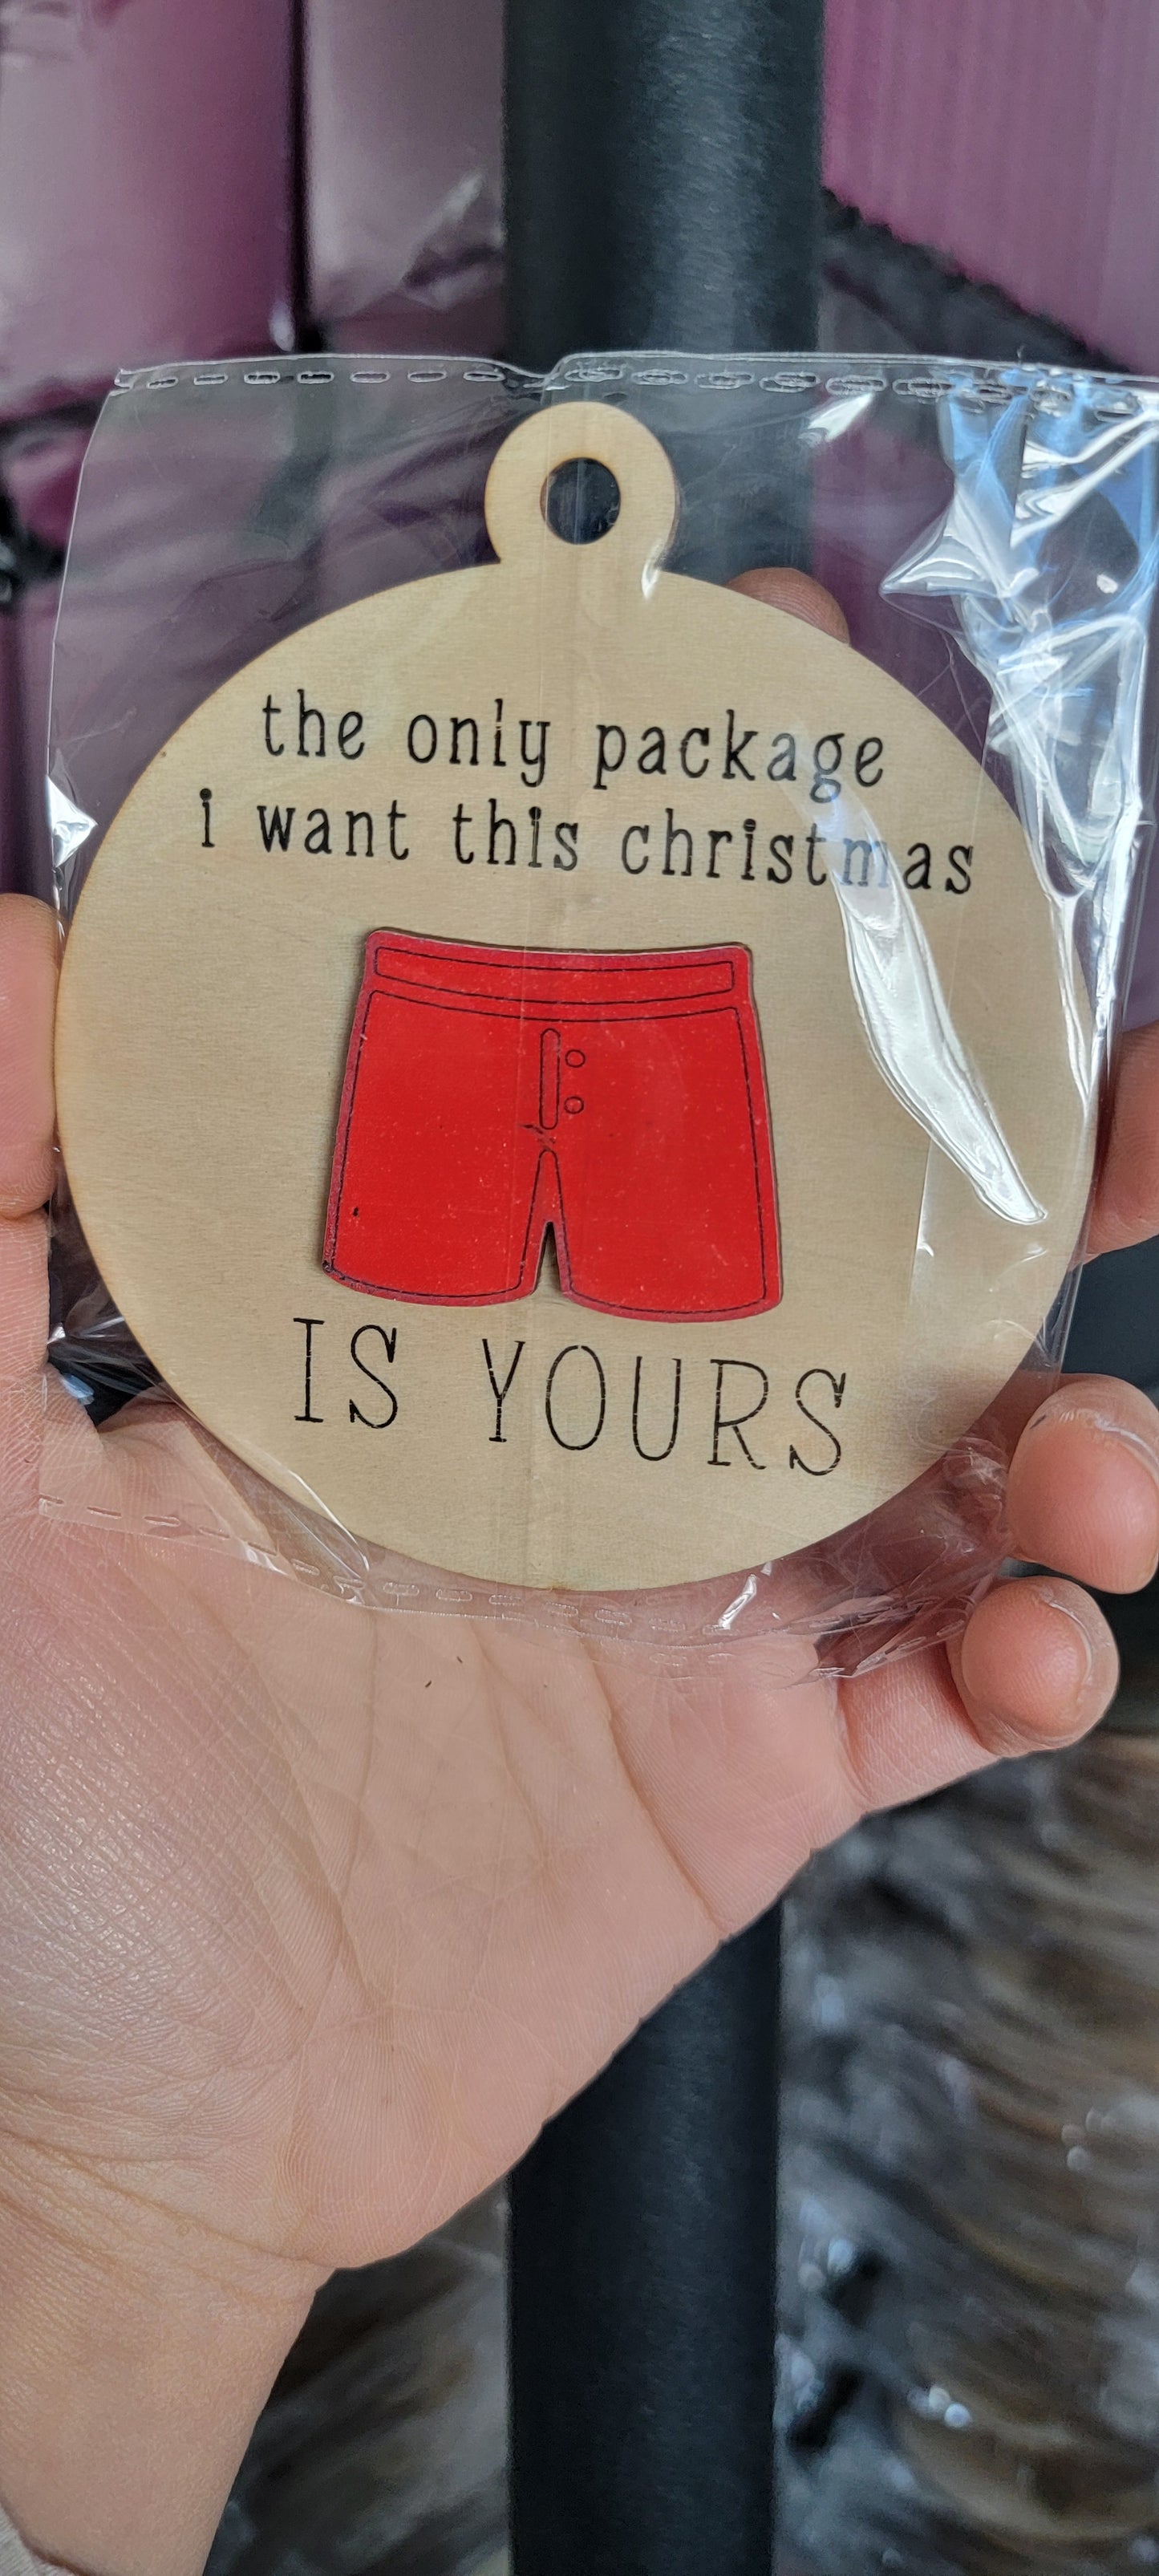 the only package
i want this christmas
IS YOURS